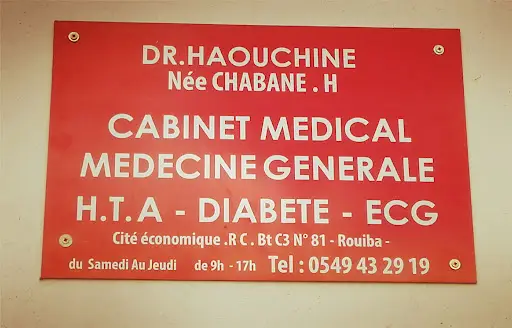 DR.HAOUCHINE
Née CHABANE . H
CABINET MEDICAL
MEDECINE GENERALE
H.T.A - DIABETE - ECG
Cité économique .R C . Bt C3 N° 81 - Rouiba -
du Samedi Au Jeudi de 9h - 17h Tel : 0549 43 29 19